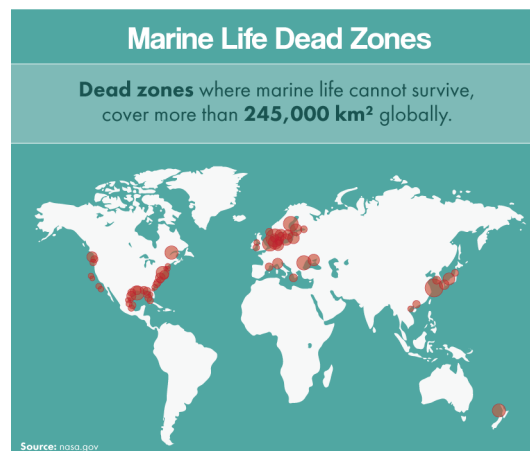 Marine Life Dead Zones
Dead zones where marine life cannot survive,
cover more than 245,000 km² globally.
Source: nasa.gov